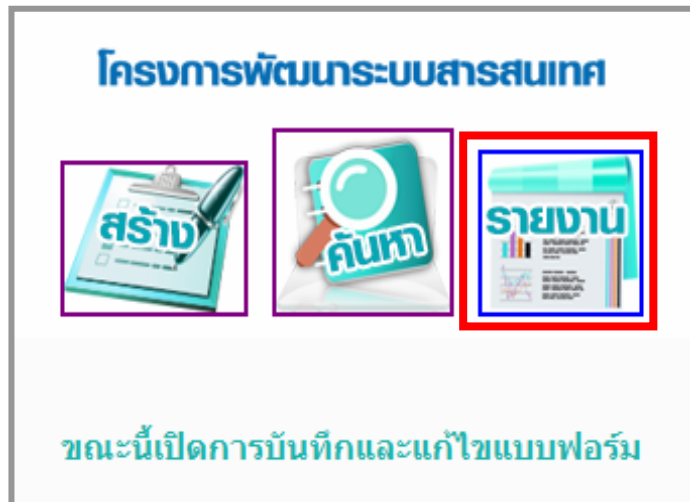 โครงการพัฒนาระบบสารสนเทศ
สร้าง
ค้นหา
รายงาน
ขณะนี้เปิดการบันทึกและแก้ไขแบบฟอร์ม